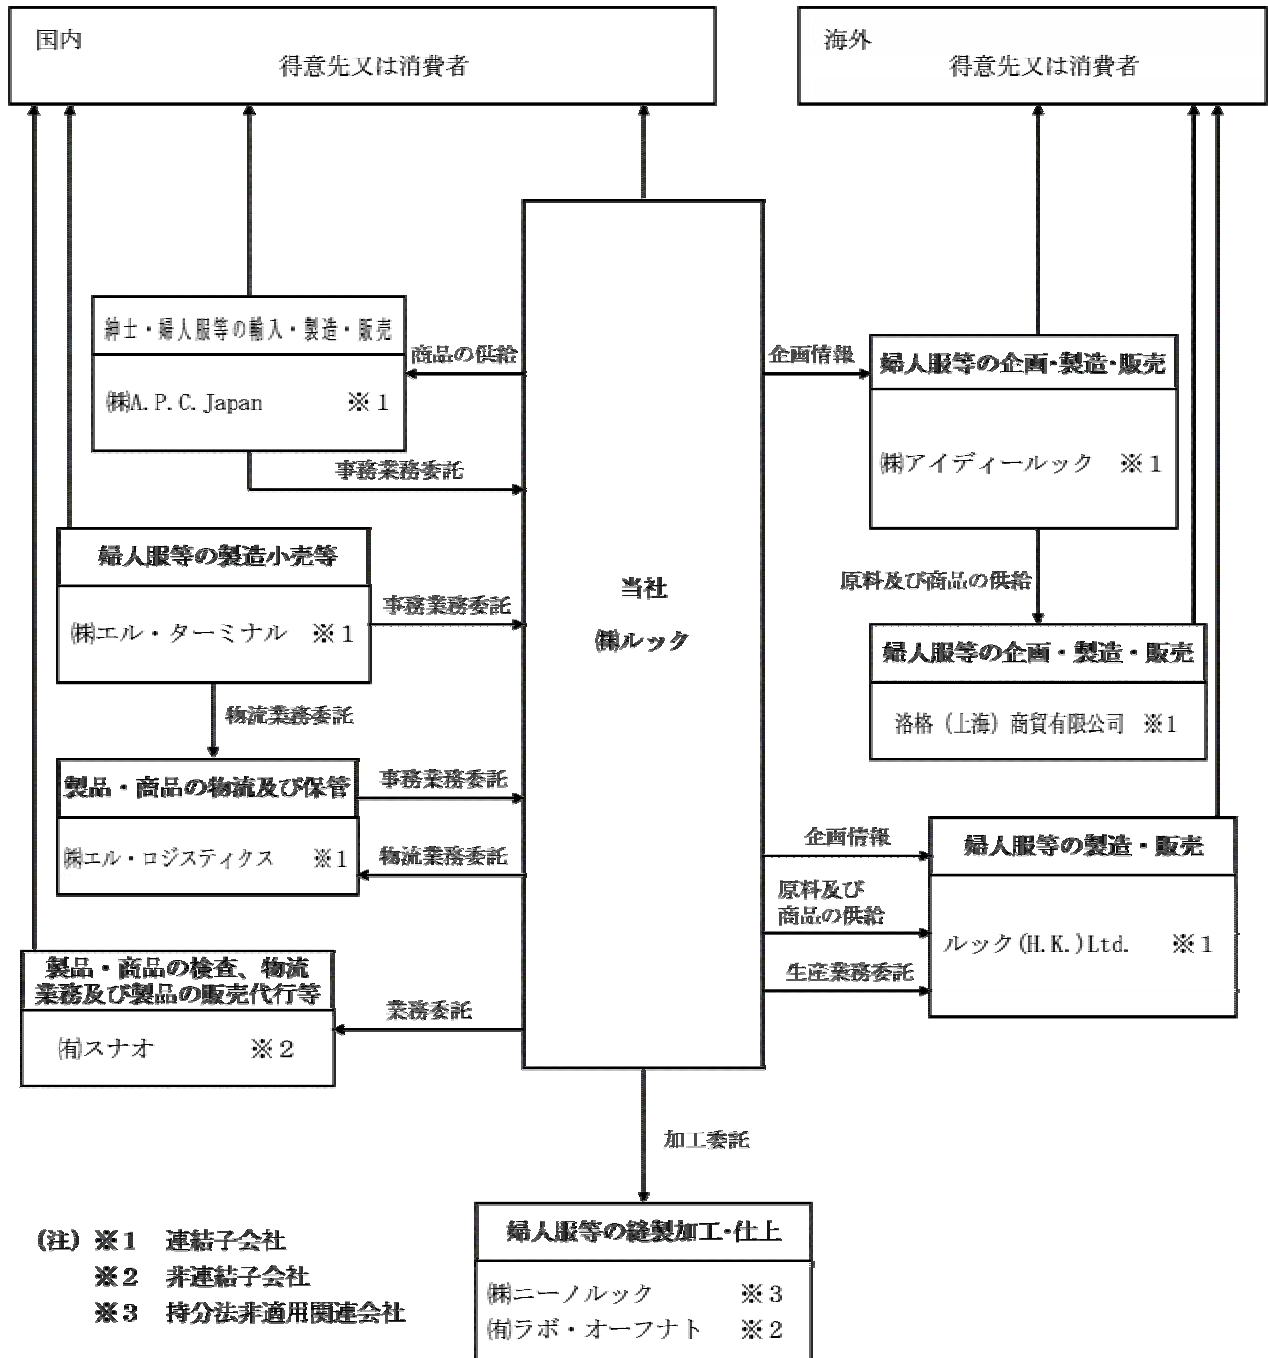 国内
得意先又は消費者
海外
得意先又は消費者
紳士・婦人服等の輸入・製造・販売
㈱A.P.C.Japan ※１
商品の供給
事務業務委託
企画情報
婦人服等の企画・製造・販売
㈱アイディールック ※１
原料及び商品の供給
婦人服等の企画・製造・販売
洛格（上海）商貿有限公司 ※１
婦人服等の製造小売等
㈱エル・ターミナル ※１
事務業務委託
物流業務委託
当社
㈱ルック
製品・商品の物流及び保管
㈱エル・ロジスティクス ※１
事務業務委託
物流業務委託
企画情報
原料及び
商品の供給
生産業務委託
婦人服等の製造・販売
ルック(H.K.)Ltd. ※１
製品・商品の検査、物流
業務及び製品の販売代行等
㈲スナオ ※２
業務委託
加工委託
婦人服等の縫製加工・仕上
㈱ニーノルック ※３
㈲ラボ・オーフナト ※２
（注）※１ 連結子会社
※２ 非連結子会社
※３ 持分法非適用関連会社